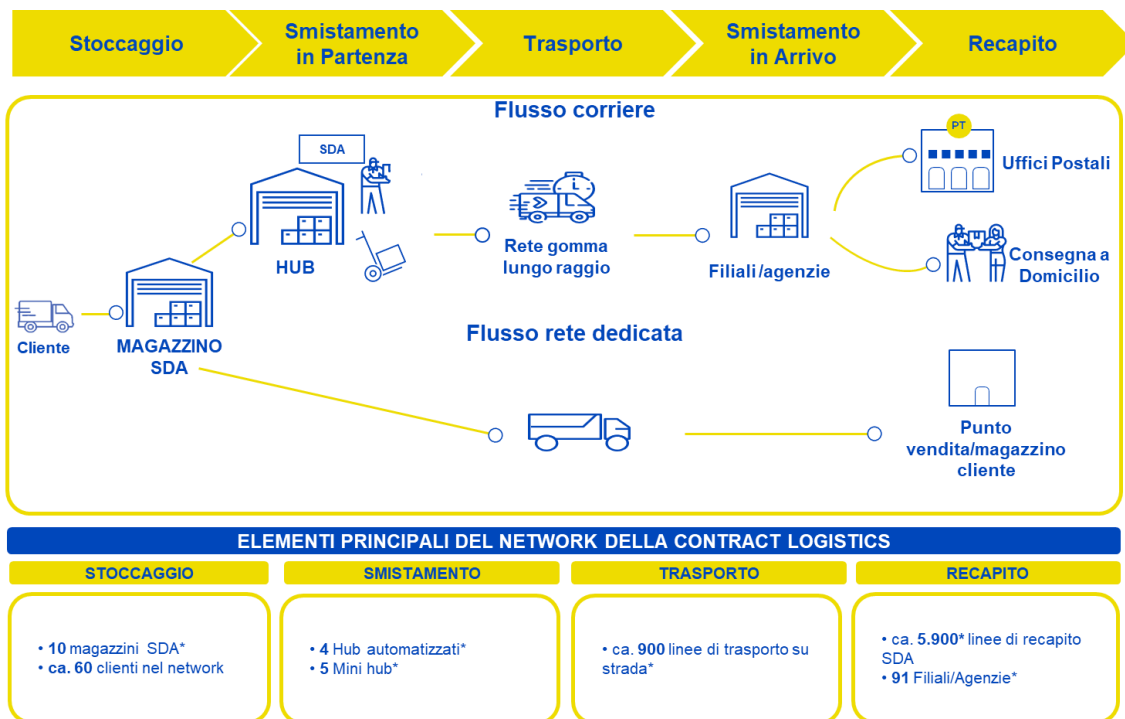 Stoccaggio
Smistamento
in Partenza
Trasporto
Smistamento
in Arrivo
Recapito
Flusso corriere
SDA
HUB
Rete gomma
lungo raggio
Filiali/agenzie
PT
Uffici Postali
Consegna a
Domicilio
Cliente
MAGAZZINO
SDA
Flusso rete dedicata
Punto
vendita/magazzino
cliente
ELEMENTI PRINCIPALI DEL NETWORK DELLA CONTRACT LOGISTICS
STOCCAGGIO
• 10 magazzini SDA*
• ca. 60 clienti nel network
SMISTAMENTO
• 4 Hub automatizzati*
• 5 Mini hub*
TRASPORTO
• ca. 900 linee di trasporto su
strada*
RECAPITO
• ca. 5.900* linee di recapito
SDA
• 91 Filiali/Agenzie*